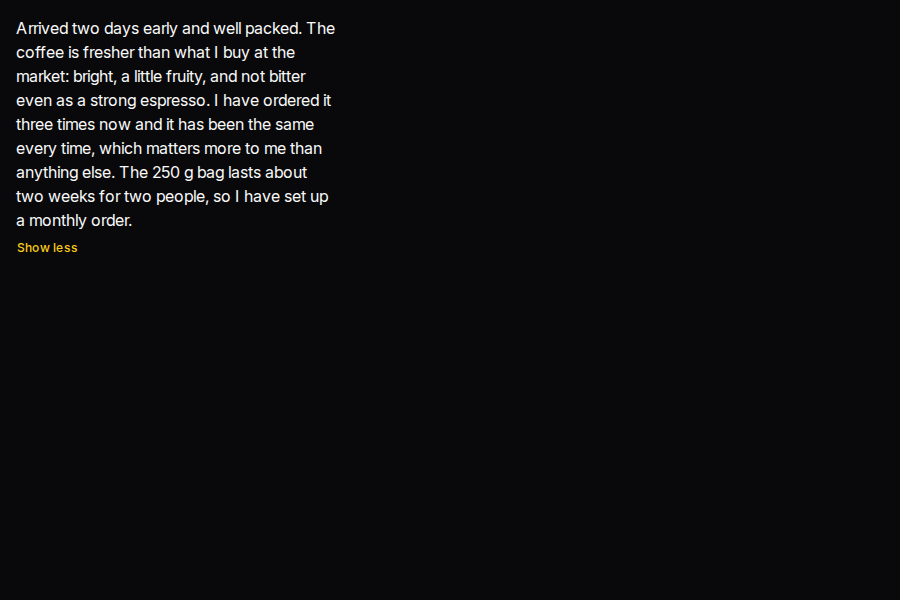 Arrived two days early and well packed. The
coffee is fresher than what I buy at the
market: bright, a little fruity, and not bitter
even as a strong espresso. I have ordered it
three times now and it has been the same
every time, which matters more to me than
anything else. The 250 g bag lasts about
two weeks for two people, so I have set up
a monthly order.
Show less